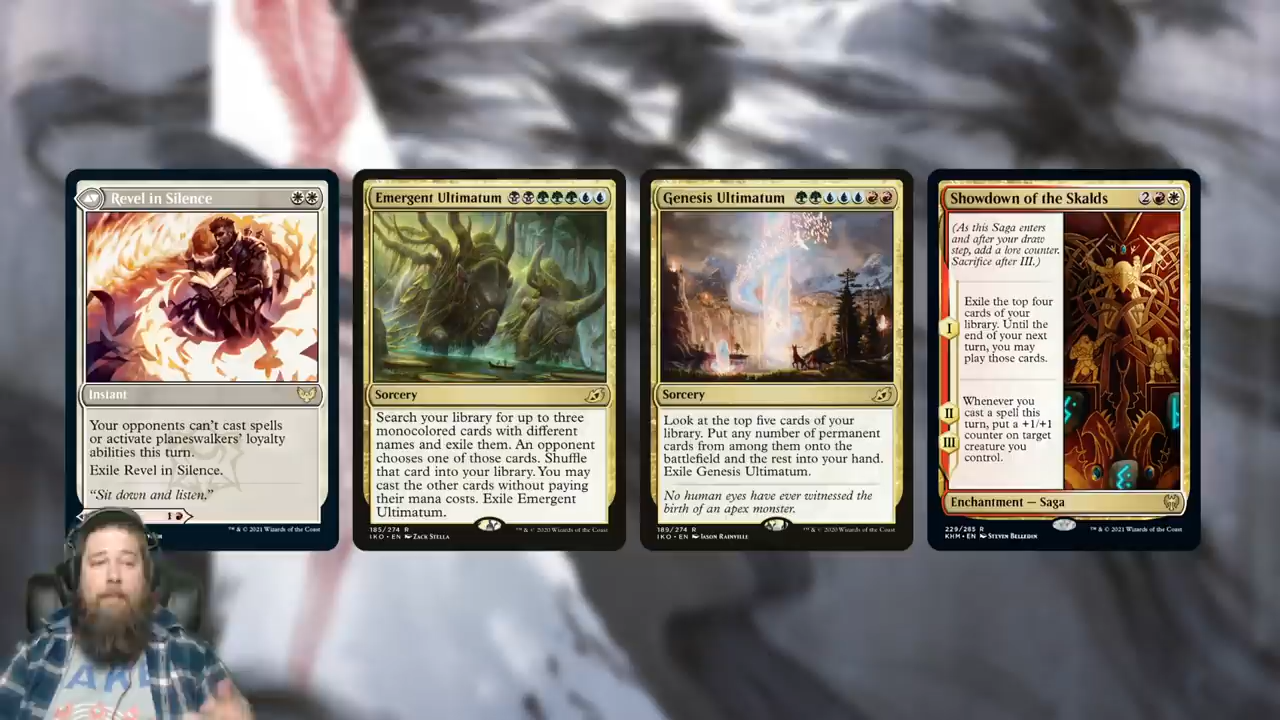 Revel in Silence
Instant
Your opponents can't cast spells
or activate planeswalkers' loyalty
abilities this turn.
Exile Revel in Silence.
"Sit down and listen."
1
™ & © 2021 Wizards of the Coast
Emergent Ultimatum
Sorcery
Search your library for up to three
monocolored cards with different
names and exile them. An opponent
chooses one of those cards. Shuffle
that card into your library. You may
cast the other cards without paying
their mana costs. Exile Emergent
Ultimatum.
185/274 R
IKO • EN ZACK STELLA
™ & © 2020 Wizards of the Coast
Genesis Ultimatum
Sorcery
Look at the top five cards of your
library. Put any number of permanent
cards from among them onto the
battlefield and the rest into your hand.
Exile Genesis Ultimatum.
No human eyes have ever witnessed the
birth of an apex monster.
189/274 R
IKO • EN JASON RAINVILLE
™ & © 2020 Wizards of the Coast
Showdown of the Skalds
2
(As this Saga enters
and after your draw
step, add a lore counter.
Sacrifice after III.)
I
Exile the top four
cards of your
library. Until the
end of your next
turn, you may
play those cards.
II
III
Whenever you
cast a spell this
turn, put a +1/+1
counter on target
creature you
control.
Enchantment — Saga
229/285 R
KHM • EN STEVEN BELLEDIN
™ & © 2021 Wizards of the Coast